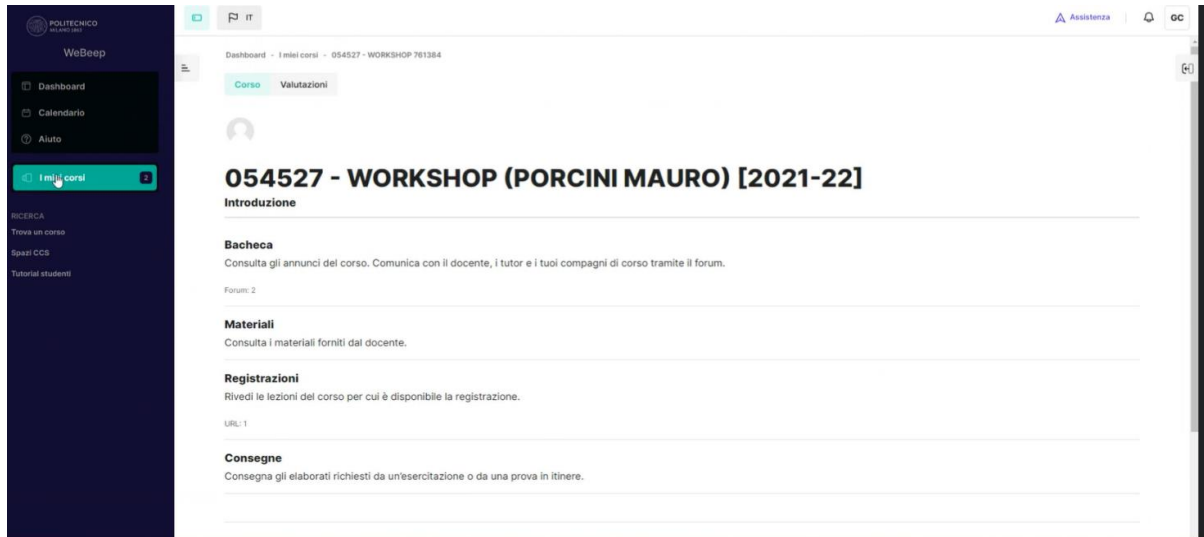 POLITECNICO
MILANO 1863
WeBeep
Dashboard
Calendario
Aiuto
I miei corsi
2
RICERCA
Trova un corso
Spazi CCS
Tutorial studenti
IT
Assistenza
GC
Dashboard - I miei corsi - 054527 - WORKSHOP 761384
Corso
Valutazioni
054527 - WORKSHOP (PORCINI MAURO) [2021-22]
Introduzione
Bacheca
Consulta gli annunci del corso. Comunica con il docente, i tutor e i tuoi compagni di corso tramite il forum.
Forum: 2
Materiali
Consulta i materiali forniti dal docente.
Registrazioni
Rivedi le lezioni del corso per cui è disponibile la registrazione.
URL: 1
Consegne
Consegna gli elaborati richiesti da un'esercitazione o da una prova in itinere.